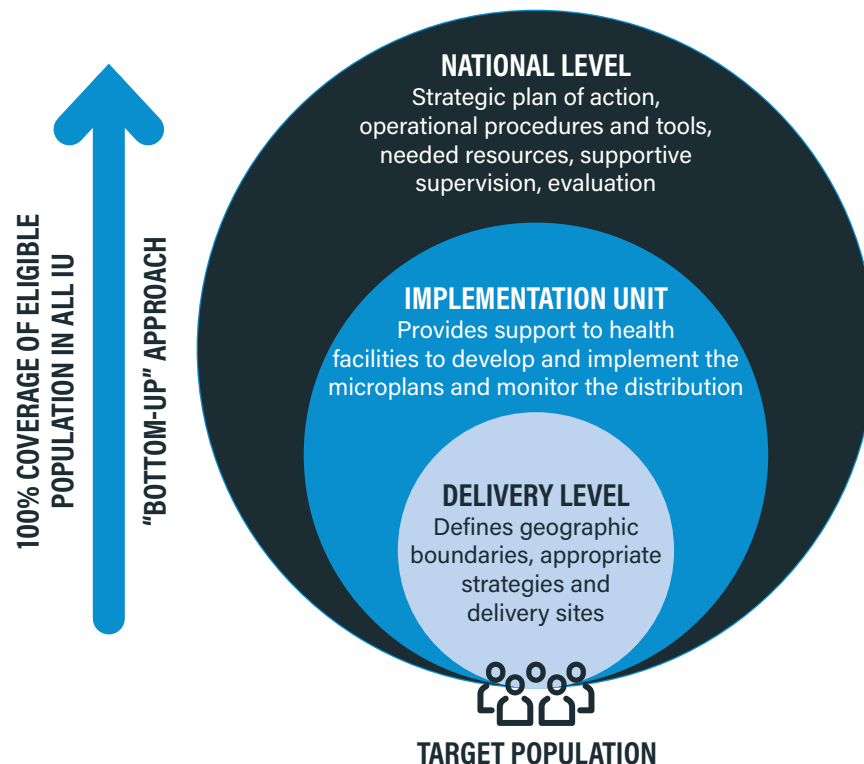 NATIONAL LEVEL
Strategic plan of action,
operational procedures and tools,
needed resources, supportive
supervision, evaluation
100% COVERAGE OF ELIGIBLE
POPULATION IN ALL IU
"BOTTOM-UP" APPROACH
IMPLEMENTATION UNIT
Provides support to health
facilities to develop and implement the
microplans and monitor the distribution
DELIVERY LEVEL
Defines geographic
boundaries, appropriate
strategies and
delivery sites
TARGET POPULATION